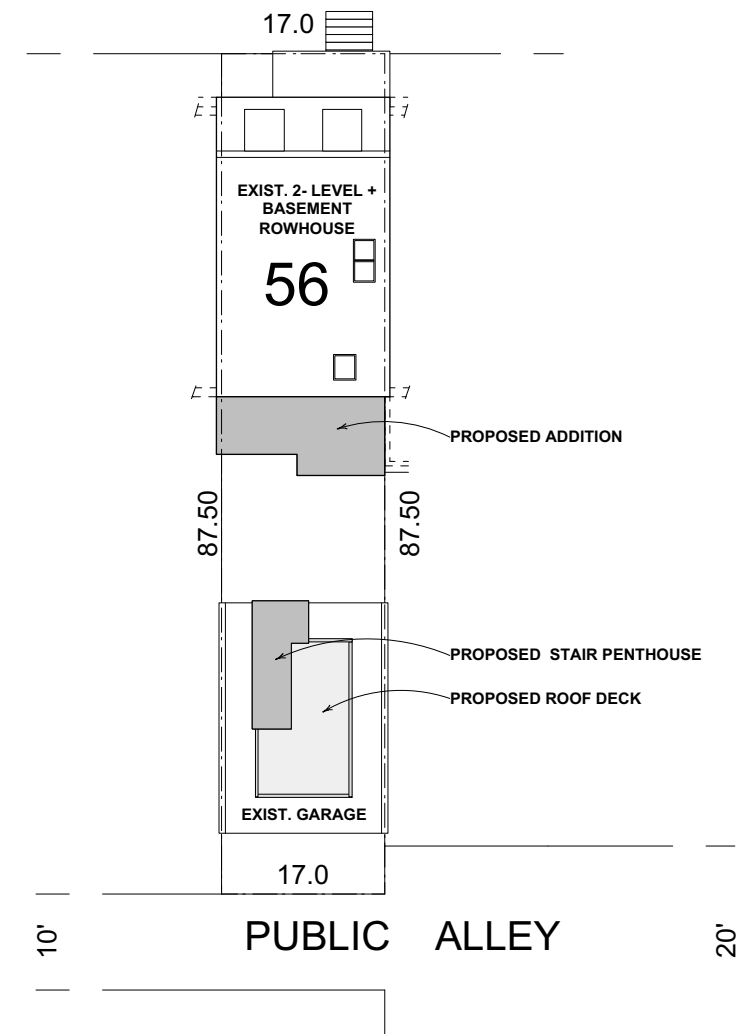 17.0
EXIST. 2- LEVEL +
BASEMENT
ROWHOUSE
56
PROPOSED ADDITION
87.50
87.50
PROPOSED STAIR PENTHOUSE
PROPOSED ROOF DECK
EXIST. GARAGE
17.0
10'
PUBLIC ALLEY
20'